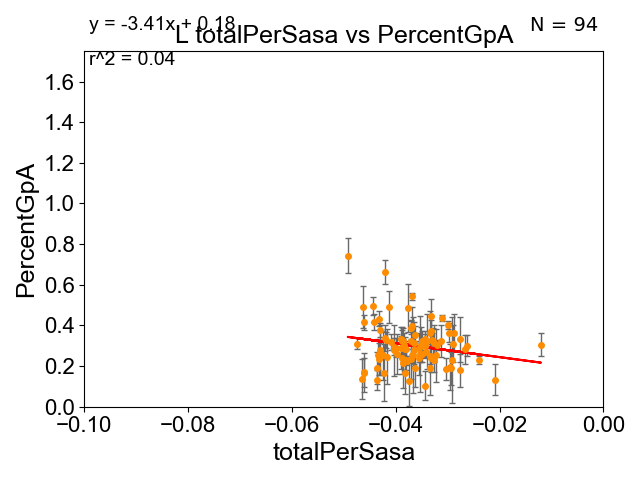 y = -3.41x + 0.18
N = 94
L totalPerSasa vs PercentGpA
r^2 = 0.04
1.6
1.4
1.2
1.0
0.8
0.6
0.4
0.2
0.0
PercentGpA
−0.10 −0.08 −0.06 −0.04 −0.02 0.00
totalPerSasa